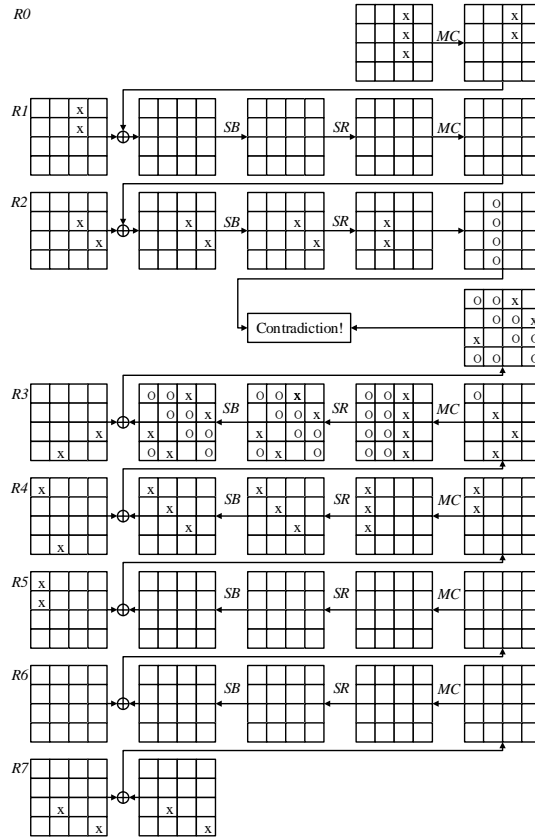 R0 x x
x MC x
x
R1 x
x SB SR MC
O
R2 x x SB x SR x O
x x x x O
O
O O x
O O x
Contradiction! x O O
O O O
R3 O O x O O x O O x O
O O x SB O O x SR O O x MC x
x x O O x O O O O x x
x O x O O x O O O x x
R4 x x x x x
x SB x SR x MC x
x x x
x
R5 x
x SB SR MC
R6 SB SR MC
R7
x x
x x